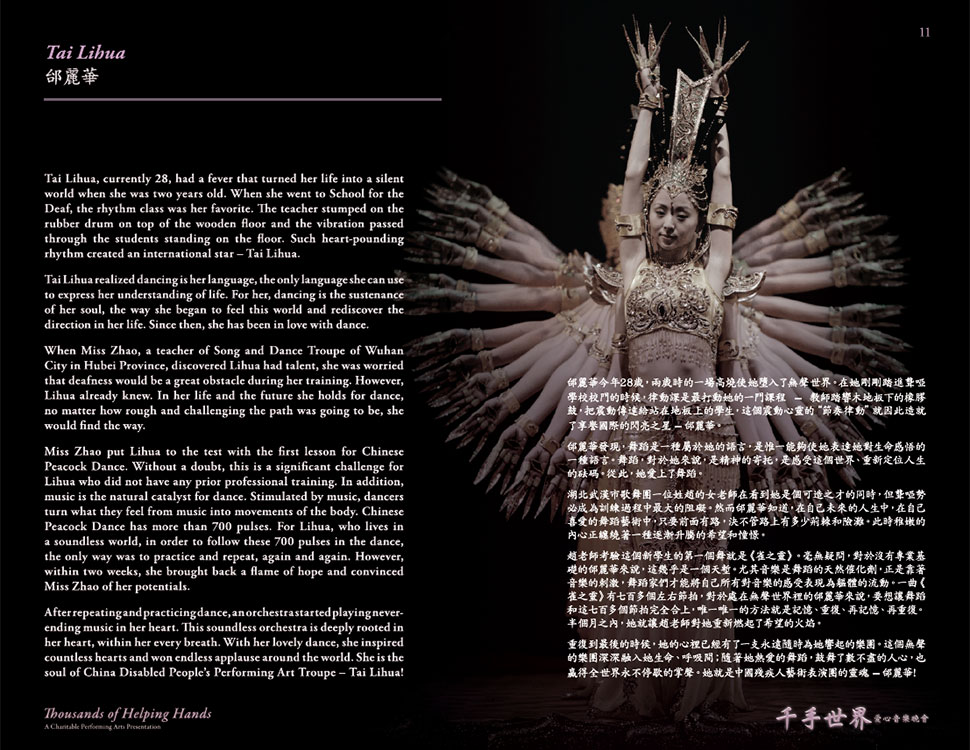 11
Tai Lihua
邰麗華
Tai Lihua, currently 28, had a fever that turned her life into a silent
world when she was two years old. When she went to School for the
Deaf, the rhythm class was her favorite. The teacher stumped on the
rubber drum on top of the wooden floor and the vibration passed
through the students standing on the floor. Such heart-pounding
rhythm created an international star – Tai Lihua.
Tai Lihua realized dancing is her language, the only language she can use
to express her understanding of life. For her, dancing is the sustenance
of her soul, the way she began to feel this world and rediscover the
direction in her life. Since then, she has been in love with dance.
When Miss Zhao, a teacher of Song and Dance Troupe of Wuhan
City in Hubei Province, discovered Lihua had talent, she was worried
that deafness would be a great obstacle during her training. However,
Lihua already knew. In her life and the future she holds for dance,
no matter how rough and challenging the path was going to be, she
would find the way.
Miss Zhao put Lihua to the test with the first lesson for Chinese
Peacock Dance. Without a doubt, this is a significant challenge for
Lihua who did not have any prior professional training. In addition,
music is the natural catalyst for dance. Stimulated by music, dancers
turn what they feel from music into movements of the body. Chinese
Peacock Dance has more than 700 pulses. For Lihua, who lives in
a soundless world, in order to follow these 700 pulses in the dance,
the only way was to practice and repeat, again and again. However,
within two weeks, she brought back a flame of hope and convinced
Miss Zhao of her potentials.
After repeating and practicing dance, an orchestra started playing never-
ending music in her heart. This soundless orchestra is deeply rooted in
her heart, within her every breath. With her lovely dance, she inspired
countless hearts and won endless applause around the world. She is the
soul of China Disabled People's Performing Art Troupe – Tai Lihua!
邰麗華今年28歲，兩歲時的一場高燒使她墮入了無聲世界。在她剛剛踏進聾啞
學校校門的時候，律動課是最打動她的一門課程 — 教師踏響木地板下的橡膠
鼓，把震動傳達給站在地板上的學生，這個震動心靈的“節奏律動”就因此造就
了享譽國際的閃亮之星 — 邰麗華。
邰麗華發現，舞蹈是一種屬於她的語言，是惟一能夠使她表達她對生命感悟的
一種語言。舞蹈，對於她來說，是精神的寄托，是感受這個世界、重新定位人生
的砝碼。從此，她愛上了舞蹈。
湖北武漢市歌舞團一位姓趙的女老師在看到她是個可造之才的同時，但聾啞勢
必成為訓練過程中最大的阻礙。然而邰麗華知道，在自己未來的人生中，在自己
喜愛的舞蹈藝術中，只要前面有路，決不管路上有多少荊棘和險灘。此時稚嫩的
內心正纏繞著一種逐漸升騰的希望和憧憬。
趙老師考驗這個新學生的第一個舞就是《雀之靈》。毫無疑問，對於沒有專業基
礎的邰麗華來說，這幾乎是一個天塹。尤其音樂是舞蹈的天然催化劑，正是靠著
音樂的刺激，舞蹈家們才能將自己所有對音樂的感受表現為軀體的流動。一曲《
雀之靈》有七百多個左右節拍，對於處在無聲世界裡的邰麗華來說，要想讓舞蹈
和這七百多個節拍完全合上，唯一唯一的方法就是記憶、重復、再記憶、再重復。
半個月之內，她就讓趙老師對她重新燃起了希望的火焰。
重復到最後的時候，她的心裡已經有了一支永遠隨時為她響起的樂團。這個無聲
的樂團深深融入她生命、呼吸間；隨著她熱愛的舞蹈，鼓舞了數不盡的人心，也
贏得全世界永不停歇的掌聲。她就是中國殘疾人藝術表演團的靈魂 — 邰麗華!
Thousands of Helping Hands
A Charitable Performing Arts Presentation
千手世界 愛心音樂晚會